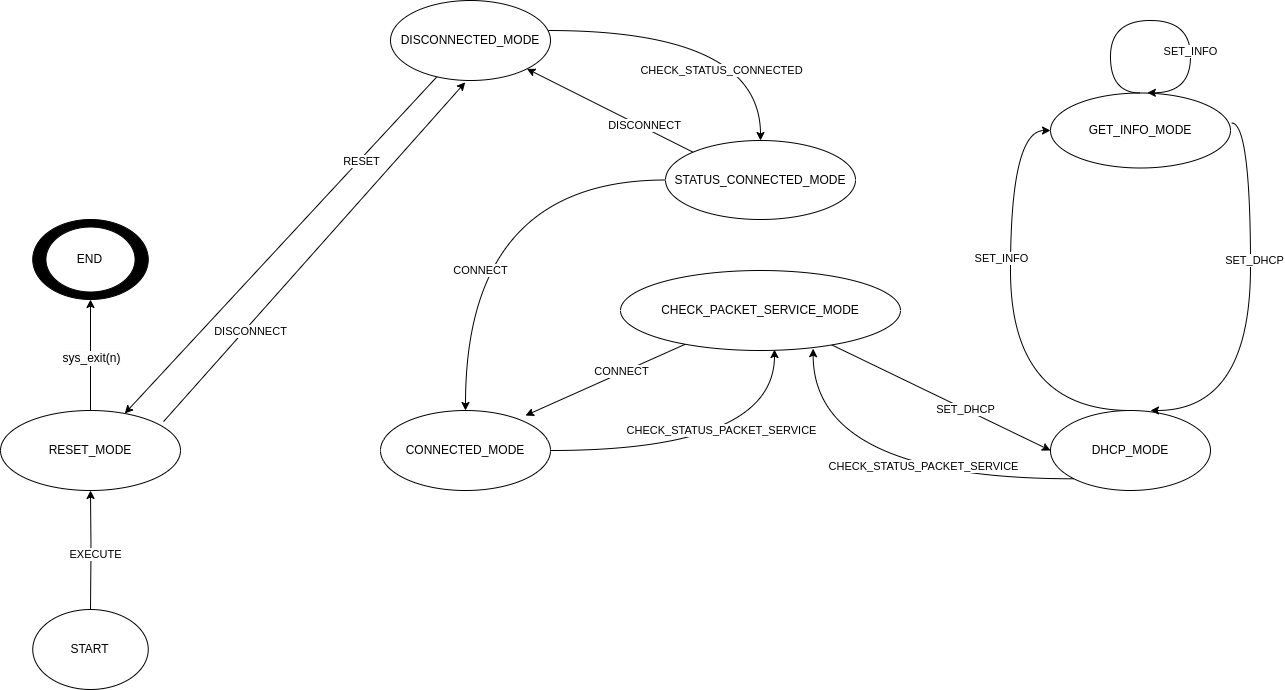 DISCONNECTED_MODE
SET_INFO
CHECK_STATUS_CONNECTED
DISCONNECT
GET_INFO_MODE
RESET
STATUS_CONNECTED_MODE
END
CONNECT
SET_INFO
SET_DHCP
CHECK_PACKET_SERVICE_MODE
DISCONNECT
sys_exit(n)
CONNECT
SET_DHCP
CHECK_STATUS_PACKET_SERVICE
RESET_MODE
CONNECTED_MODE
DHCP_MODE
CHECK_STATUS_PACKET_SERVICE
EXECUTE
START